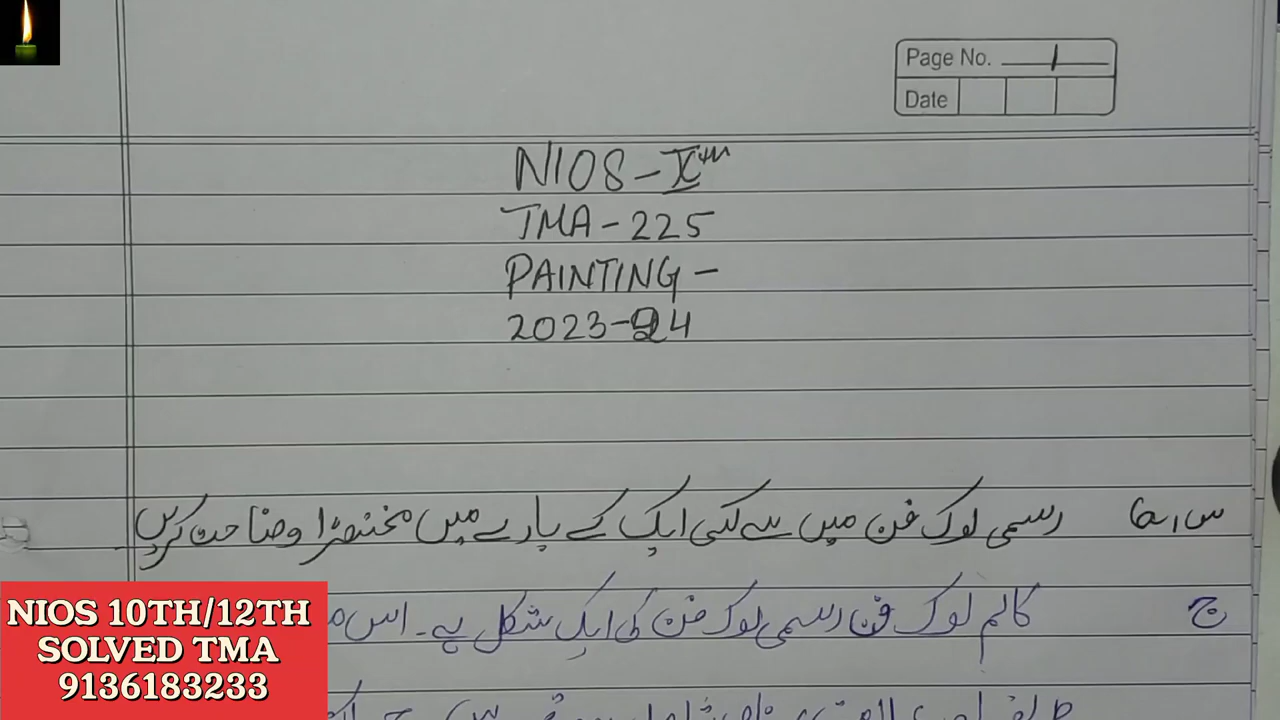 Page No. 1
Date
NIOS-Xth
TMA-225
PAINTING-
2023-24
س1۔a) رسمی لوک فن میں سے کسی ایک کے بارے میں مختصراً وضاحت کریں
ج کالم لوک فن رسمی لوک فن کی ایک شکل ہے۔ اس
NIOS 10TH/12TH
SOLVED TMA
9136183233